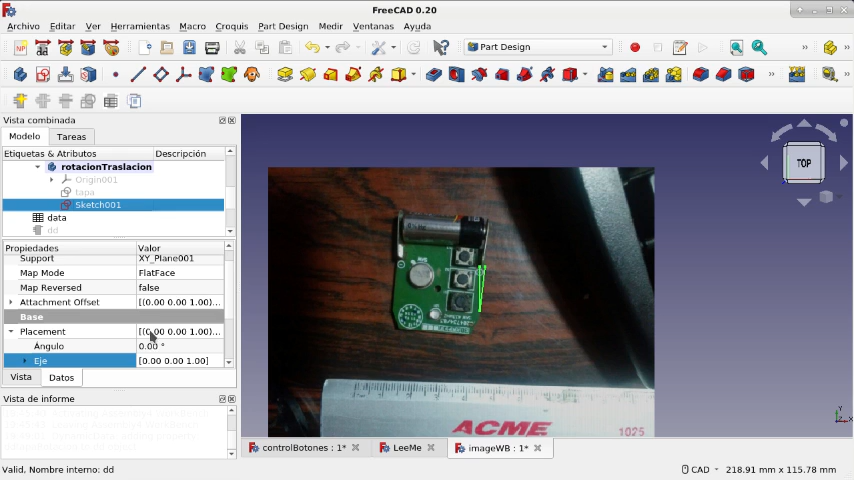 FreeCAD 0.20
Archivo Editar Ver Traslaciones Macro Croquis Part Design Medir Ventanas Ayuda
Part Design
Vista combinada
Modelo Tareas
Etiquetas & Atributos Descripción
rotacionTraslacion
Origin001
tapa
Sketch001
data
dd
Propiedades Valor
Support XY_Plane001
Map Mode FlatFace
Map Reversed false
Attachment Offset [(0.00 0.00 1.00)...
Base
Placement [(0.00 0.00 1.00)...
Ángulo 0.00 °
Eje [0.00 0.00 1.00]
Vista Datos
Vista de informe
TOP
ACME 1025
controlBotones : 1* LeeMe imageWB : 1*
Valid, Nombre interno: dd
CAD 218.91 mm x 115.78 mm